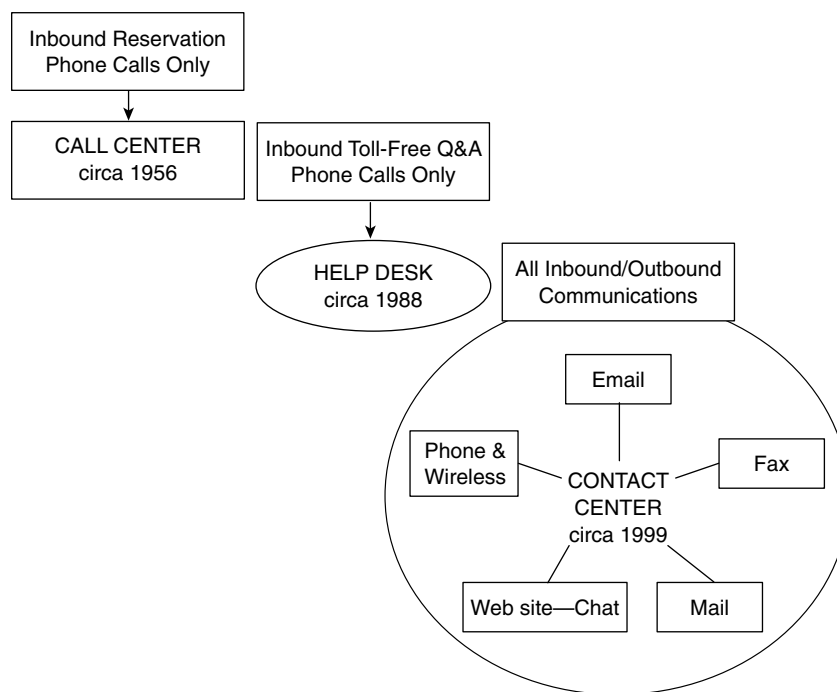 Inbound Reservation
Phone Calls Only
CALL CENTER
circa 1956
Inbound Toll-Free Q&A
Phone Calls Only
HELP DESK
circa 1988
All Inbound/Outbound
Communications
Email
Phone &
Wireless
Fax
CONTACT
CENTER
circa 1999
Web site—Chat
Mail